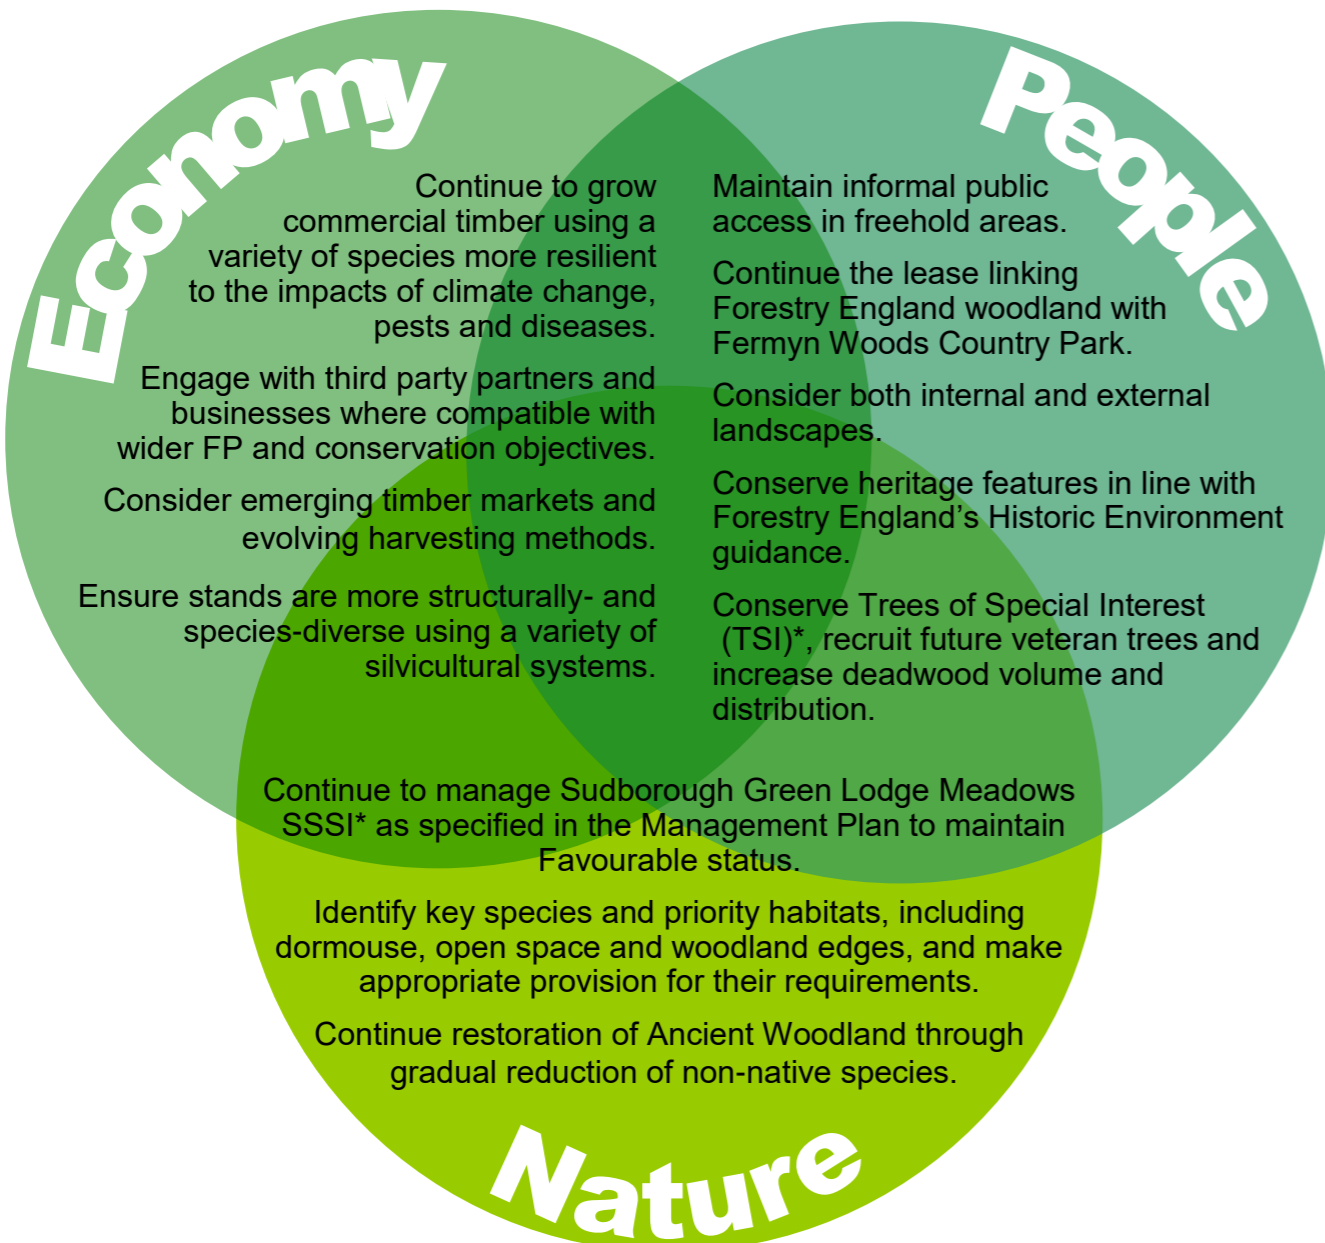 Economy
Continue to grow
commercial timber using a
variety of species more resilient
to the impacts of climate change,
pests and diseases.
Engage with third party partners and
businesses where compatible with
wider FP and conservation objectives.
Consider emerging timber markets and
evolving harvesting methods.
Ensure stands are more structurally- and
species-diverse using a variety of
silvicultural systems.
People
Maintain informal public
access in freehold areas.
Continue the lease linking
Forestry England woodland with
Fermyn Woods Country Park.
Consider both internal and external
landscapes.
Conserve heritage features in line with
Forestry England’s Historic Environment
guidance.
Conserve Trees of Special Interest
(TSI)*, recruit future veteran trees and
increase deadwood volume and
distribution.
Continue to manage Sudborough Green Lodge Meadows
SSSI* as specified in the Management Plan to maintain
Favourable status.
Identify key species and priority habitats, including
dormouse, open space and woodland edges, and make
appropriate provision for their requirements.
Continue restoration of Ancient Woodland through
gradual reduction of non-native species.
Nature